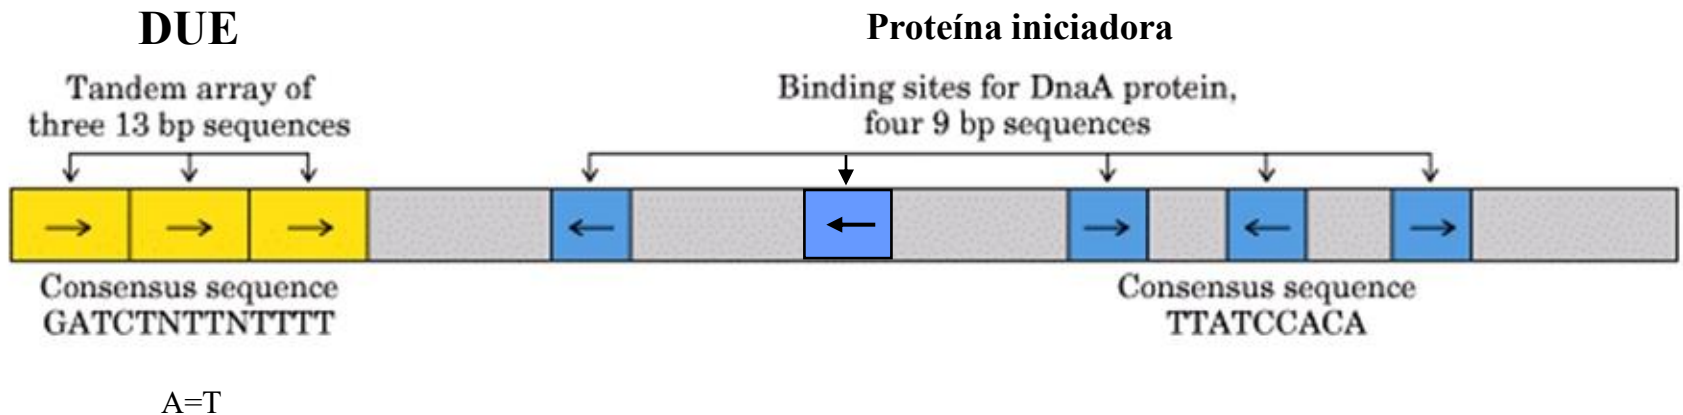 DUE
Proteína iniciadora
Tandem array of
three 13 bp sequences
Binding sites for DnaA protein,
four 9 bp sequences
Consensus sequence
GATCTNTTNTTTT
Consensus sequence
TTATCCACA
A=T